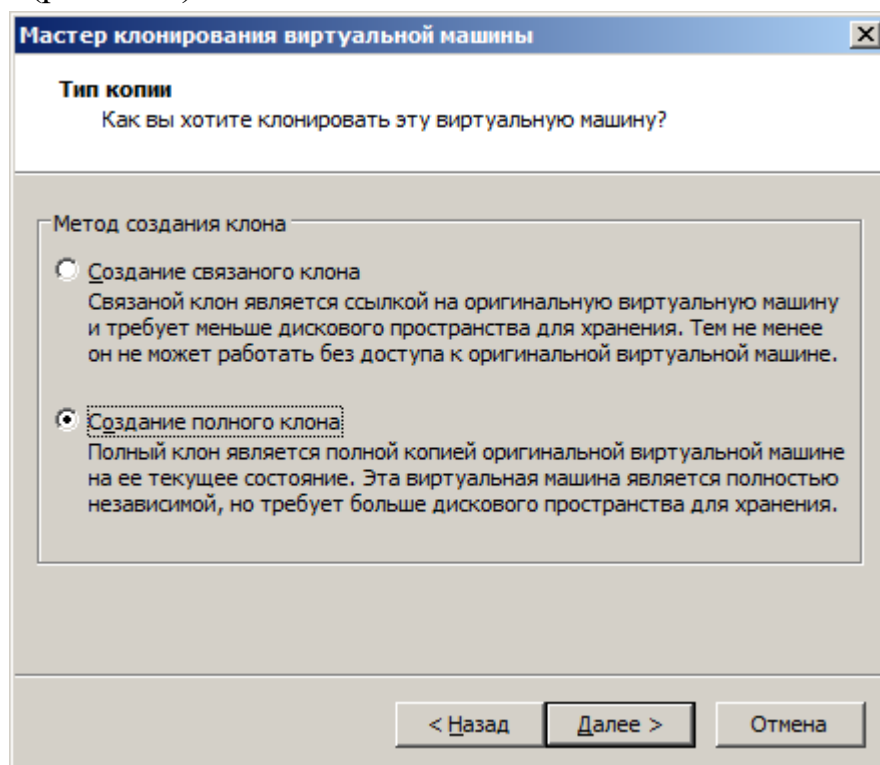 Мастер клонирования виртуальной машины
Тип копии
Как вы хотите клонировать эту виртуальную машину?
Метод создания клона
Создание связаного клона
Связаной клон является ссылкой на оригинальную виртуальную машину
и требует меньше дискового пространства для хранения. Тем не менее
он не может работать без доступа к оригинальной виртуальной машине.
Создание полного клона
Полный клон является полной копией оригинальной виртуальной машине
на ее текущее состояние. Эта виртуальная машина является полностью
независимой, но требует больше дискового пространства для хранения.
< Назад Далее > Отмена